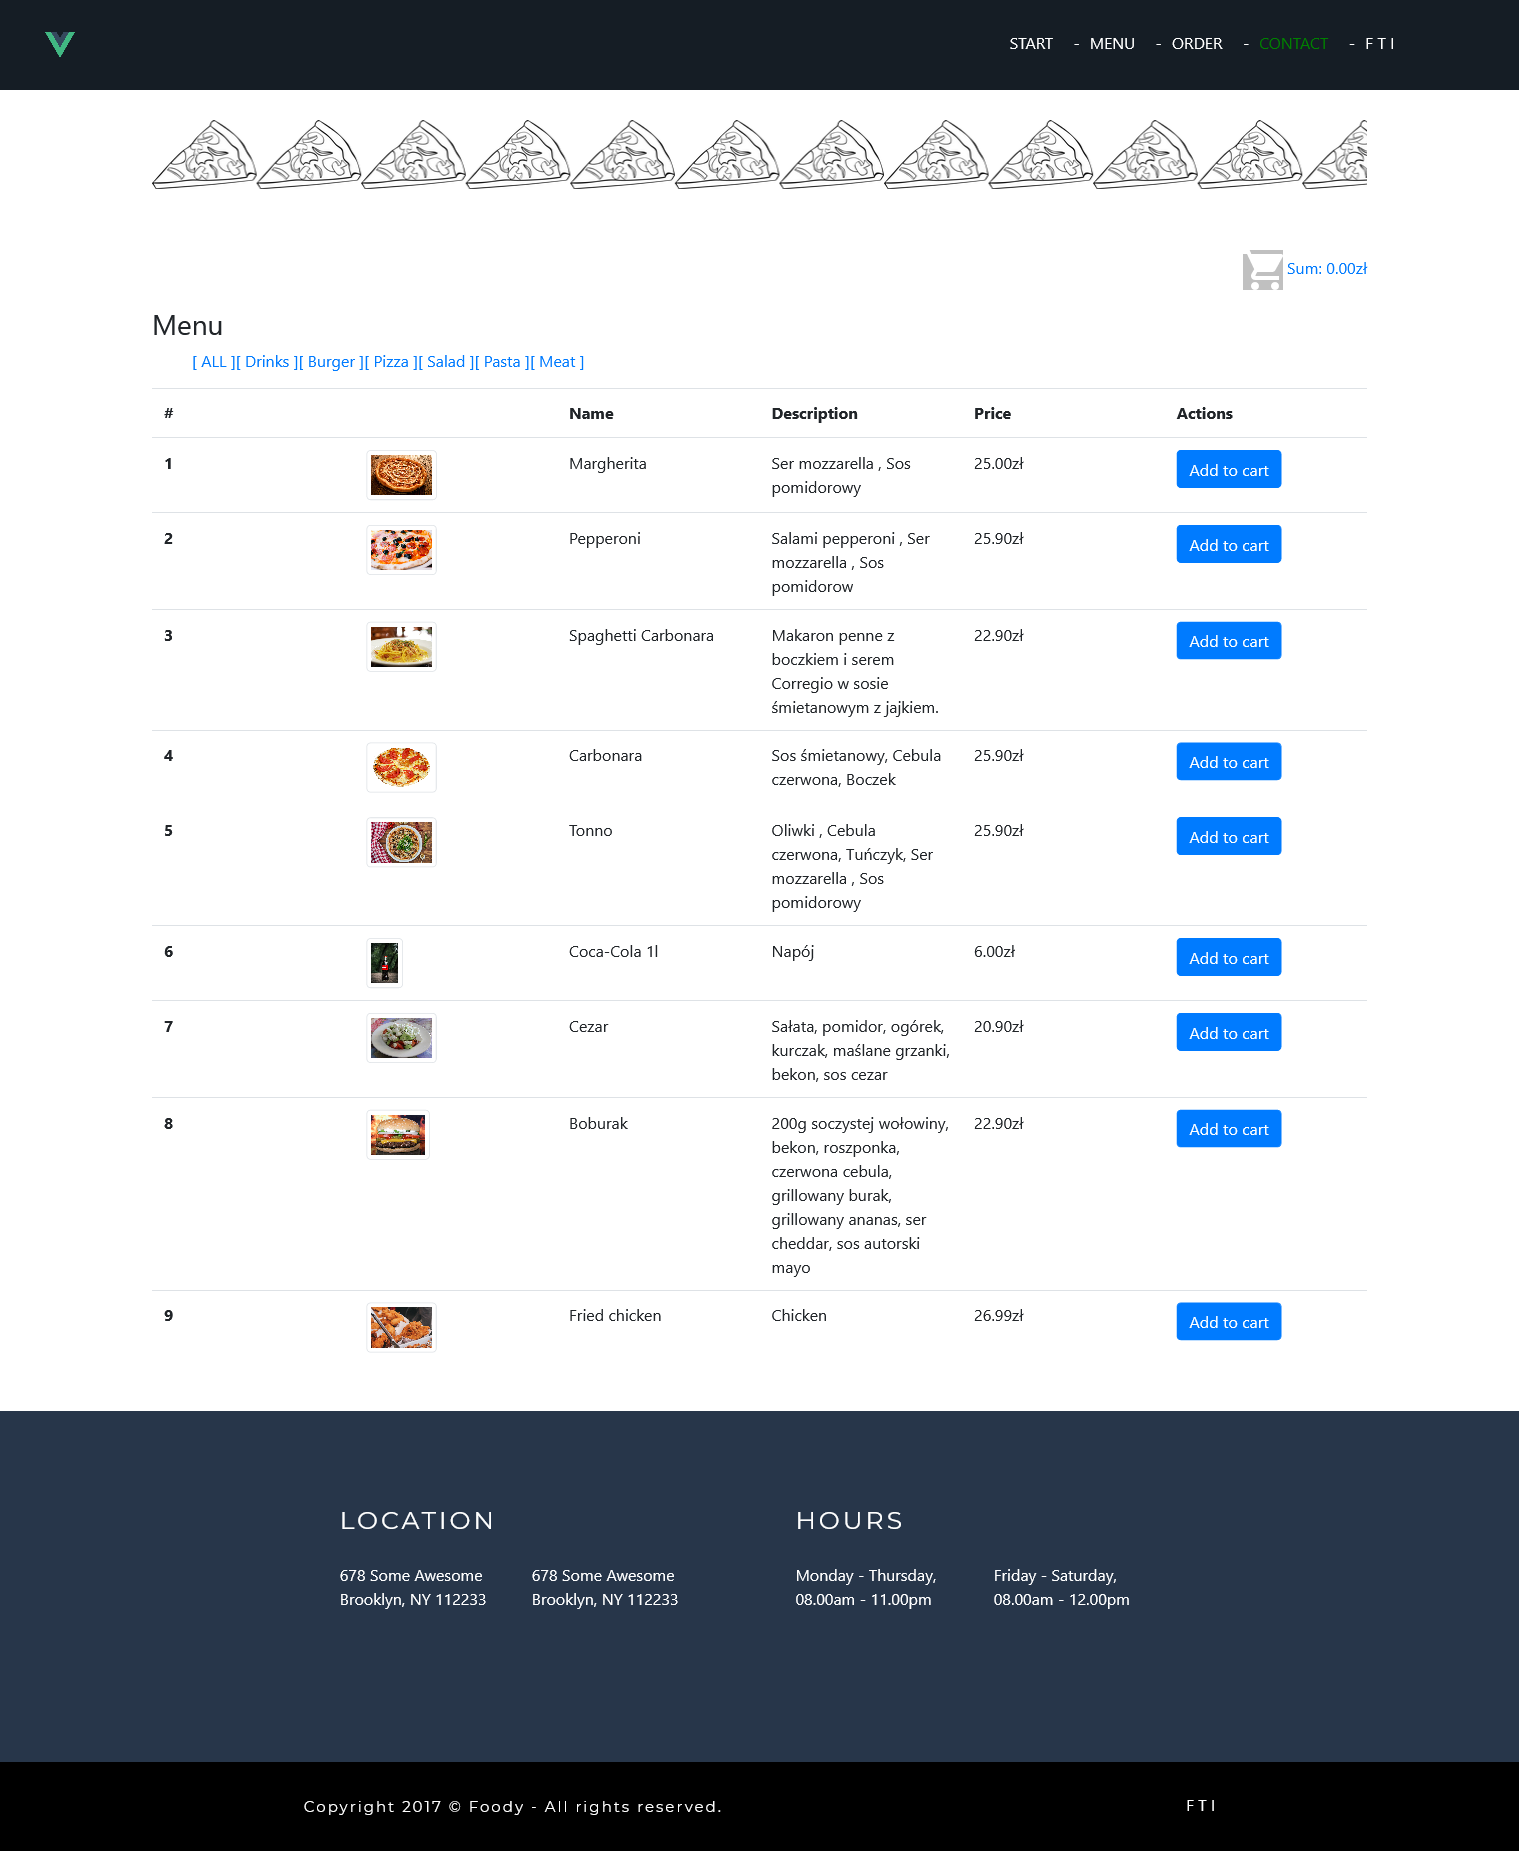 START - MENU - ORDER - CONTACT - F T I
Sum: 0.00zł
Menu
[ ALL ][ Drinks ][ Burger ][ Pizza ][ Salad ][ Pasta ][ Meat ]
# Name Description Price Actions
1 Margherita Ser mozzarella , Sos 25.00zł Add to cart
pomidorowy
2 Pepperoni Salami pepperoni , Ser 25.90zł Add to cart
mozzarella , Sos
pomidorow
3 Spaghetti Carbonara Makaron penne z 22.90zł Add to cart
boczkiem i serem
Corregio w sosie
śmietanowym z jajkiem.
4 Carbonara Sos śmietanowy, Cebula 25.90zł Add to cart
czerwona, Boczek
5 Tonno Oliwki , Cebula 25.90zł Add to cart
czerwona, Tuńczyk, Ser
mozzarella , Sos
pomidorowy
6 Coca-Cola 1l Napój 6.00zł Add to cart
7 Cezar Sałata, pomidor, ogórek, 20.90zł Add to cart
kurczak, maślane grzanki,
bekon, sos cezar
8 Boburak 200g soczystej wołowiny, 22.90zł Add to cart
bekon, roszponka,
czerwona cebula,
grillowany burak,
grillowany ananas, ser
cheddar, sos autorski
mayo
9 Fried chicken Chicken 26.99zł Add to cart
LOCATION
678 Some Awesome 678 Some Awesome
Brooklyn, NY 112233 Brooklyn, NY 112233
HOURS
Monday - Thursday, Friday - Saturday,
08.00am - 11.00pm 08.00am - 12.00pm
Copyright 2017 © Foody - All rights reserved. F T I